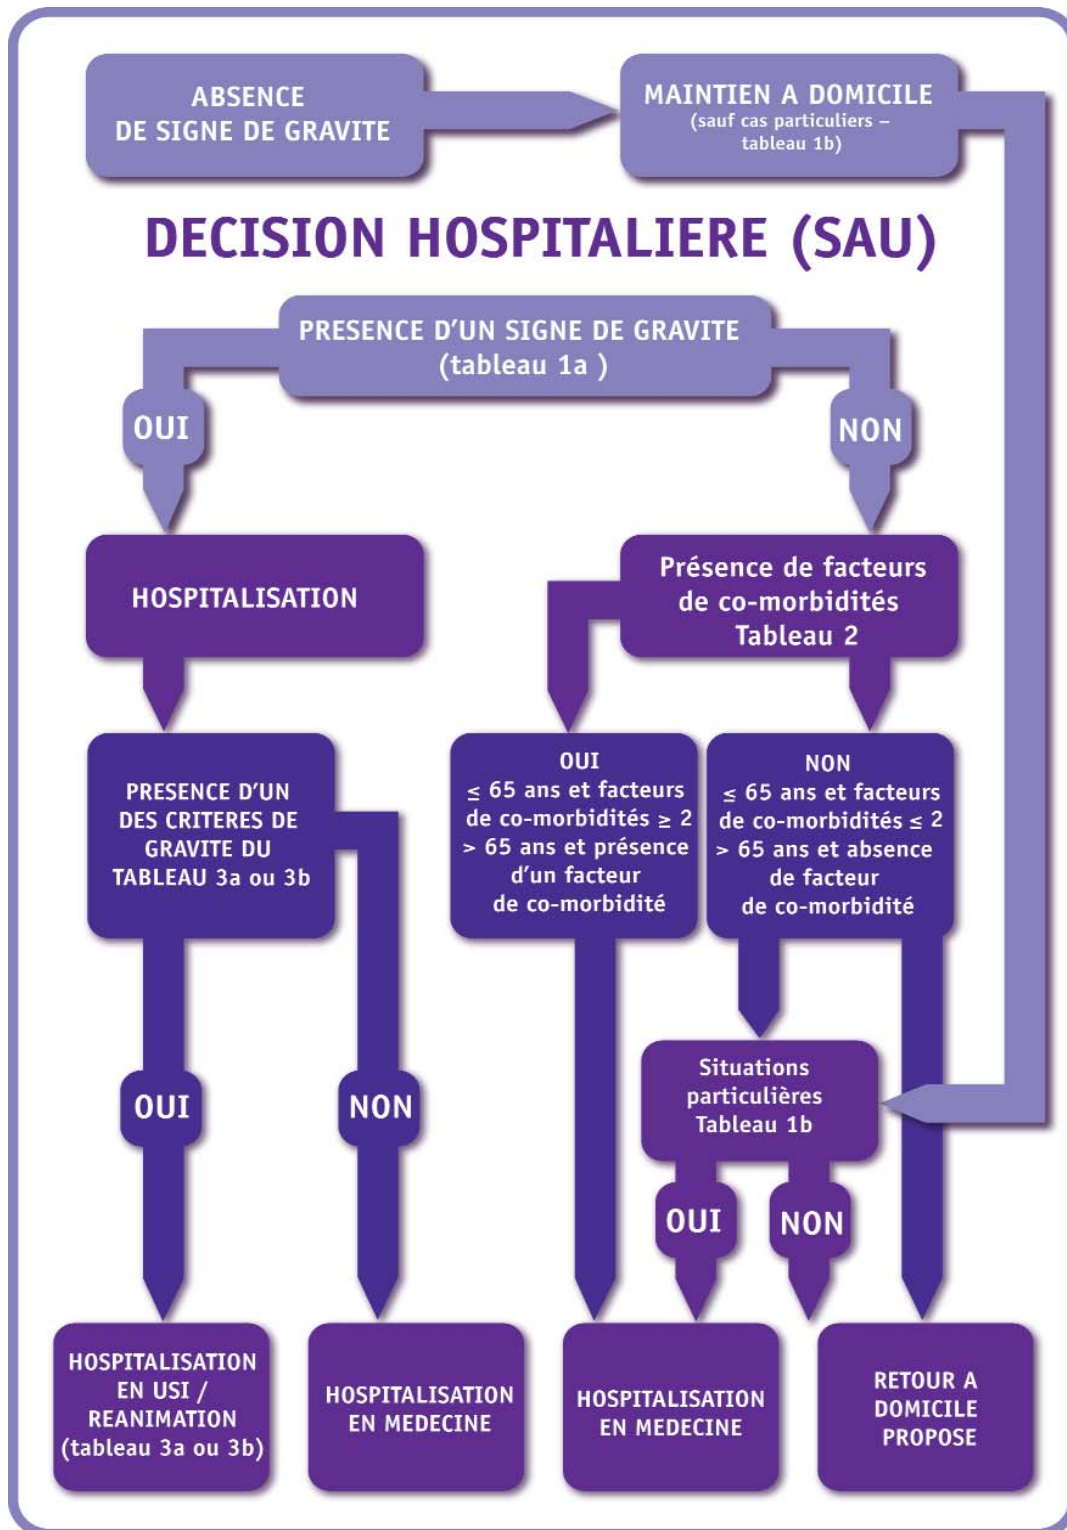 ABSENCE
DE SIGNE DE GRAVITE
MAINTIEN A DOMICILE
(sauf cas particuliers –
tableau 1b)
DECISION HOSPITALIERE (SAU)
PRESENCE D'UN SIGNE DE GRAVITE
(tableau 1a )
OUI
NON
HOSPITALISATION
Présence de facteurs
de co-morbidités
Tableau 2
PRESENCE D'UN
DES CRITERES DE
GRAVITE DU
TABLEAU 3a ou 3b
OUI
≤ 65 ans et facteurs
de co-morbidités ≥ 2
> 65 ans et présence
d'un facteur
de co-morbidité
NON
≤ 65 ans et facteurs
de co-morbidités ≤ 2
> 65 ans et absence
de facteur
de co-morbidité
OUI
NON
Situations
particulières
Tableau 1b
OUI
NON
HOSPITALISATION
EN USI /
REANIMATION
(tableau 3a ou 3b)
HOSPITALISATION
EN MEDECINE
HOSPITALISATION
EN MEDECINE
RETOUR A
DOMICILE
PROPOSE